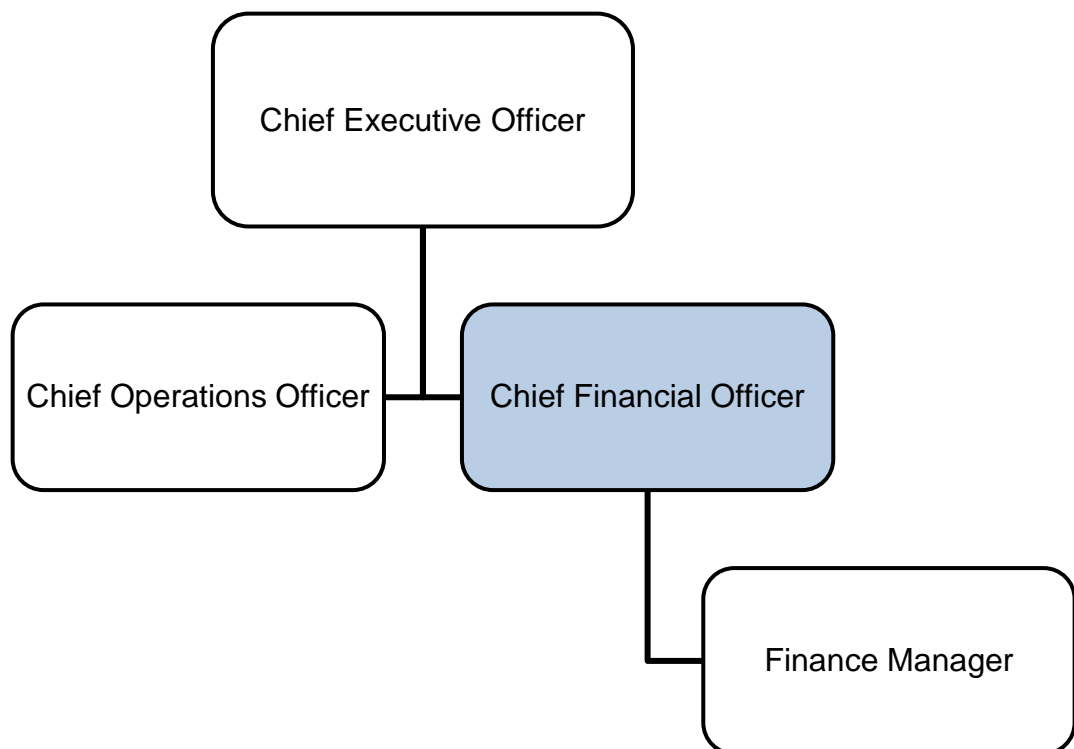 Chief Executive Officer
Chief Operations Officer
Chief Financial Officer
Finance Manager